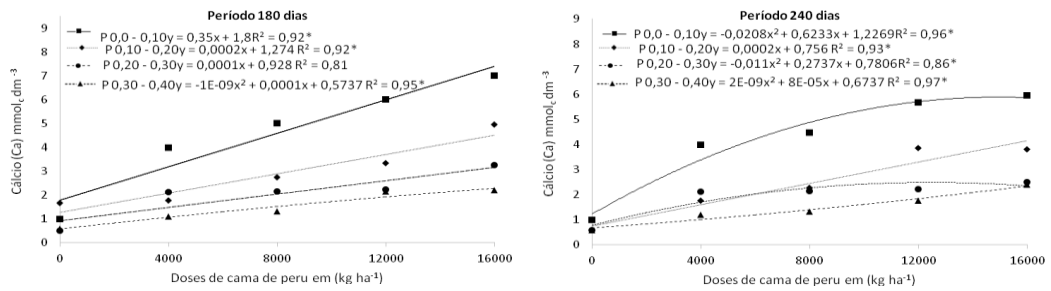 Período 180 dias
P 0,0 - 0,10y = 0,35x + 1,8R² = 0,92*
P 0,10 - 0,20y = 0,0002x + 1,274 R² = 0,92*
P 0,20 - 0,30y = 0,0001x + 0,928 R² = 0,81
P 0,30 - 0,40y = -1E-09x² + 0,0001x + 0,5737 R² = 0,95*
Cálcio (Ca) mmolc dm⁻³
9
8
7
6
5
4
3
2
1
0
0 4000 8000 12000 16000
Doses de cama de peru em (kg ha⁻¹)
Período 240 dias
P 0,0 - 0,10y = -0,0208x² + 0,6233x + 1,2269R² = 0,96*
P 0,10 - 0,20y = 0,0002x + 0,756 R² = 0,93*
P 0,20 - 0,30y = -0,011x² + 0,2737x + 0,7806 R² = 0,86*
P 0,30 - 0,40y = 2E-09x² + 8E-05x + 0,6737 R² = 0,97*
Cálcio (Ca) mmolc dm⁻³
9
8
7
6
5
4
3
2
1
0
0 4000 8000 12000 16000
Doses de cama de peru em (kg ha⁻¹)